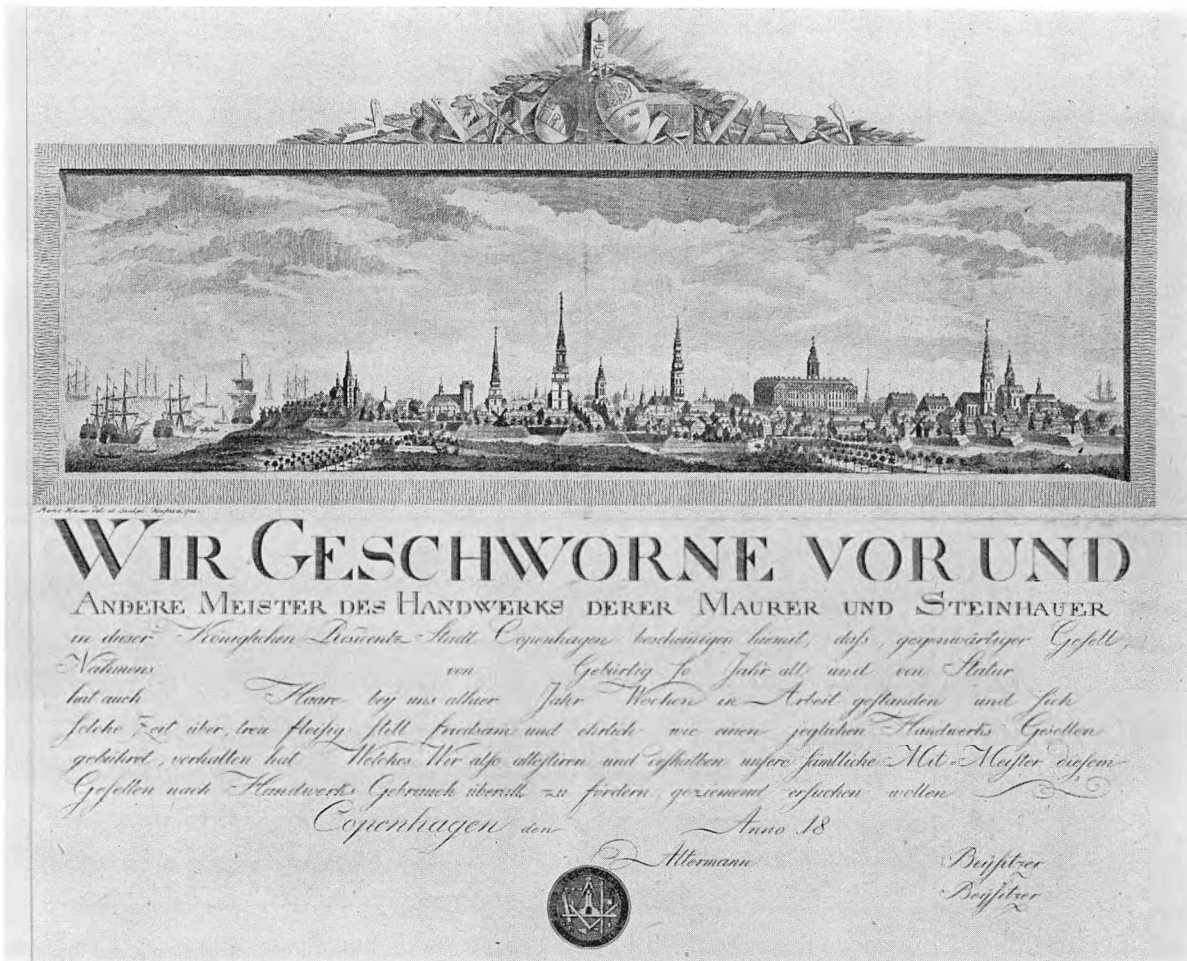 WIR GESCHWORNE VOR UND
ANDERE MEISTER DES HANDWERKS DERER MAURER UND STEINHAUER
in dieser Königlichen Residentz-Stadt Copenhagen bescheinigen hiemit, daß, gegenwärtiger Gesell,
Nahmens von Gebürtig so Jahr alt und von Statur
hat auch Haare bey uns alhier Jahr Wochen in Arbeit gestanden und sich
solche Zeit über, treu fleißig still friedsam und ehrlich wie einen jeglichen Handwerks Gesellen
gebühret, verhalten hat Welches Wir also attestiren und deshalben unsere sämtliche Mit-Meister diesem
Gesellen nach Handwerks Gebrauch überall zu fördern, geziemend ersuchen wollen
Copenhagen den Anno 18
Altermann Beysitzer
Beysitzer